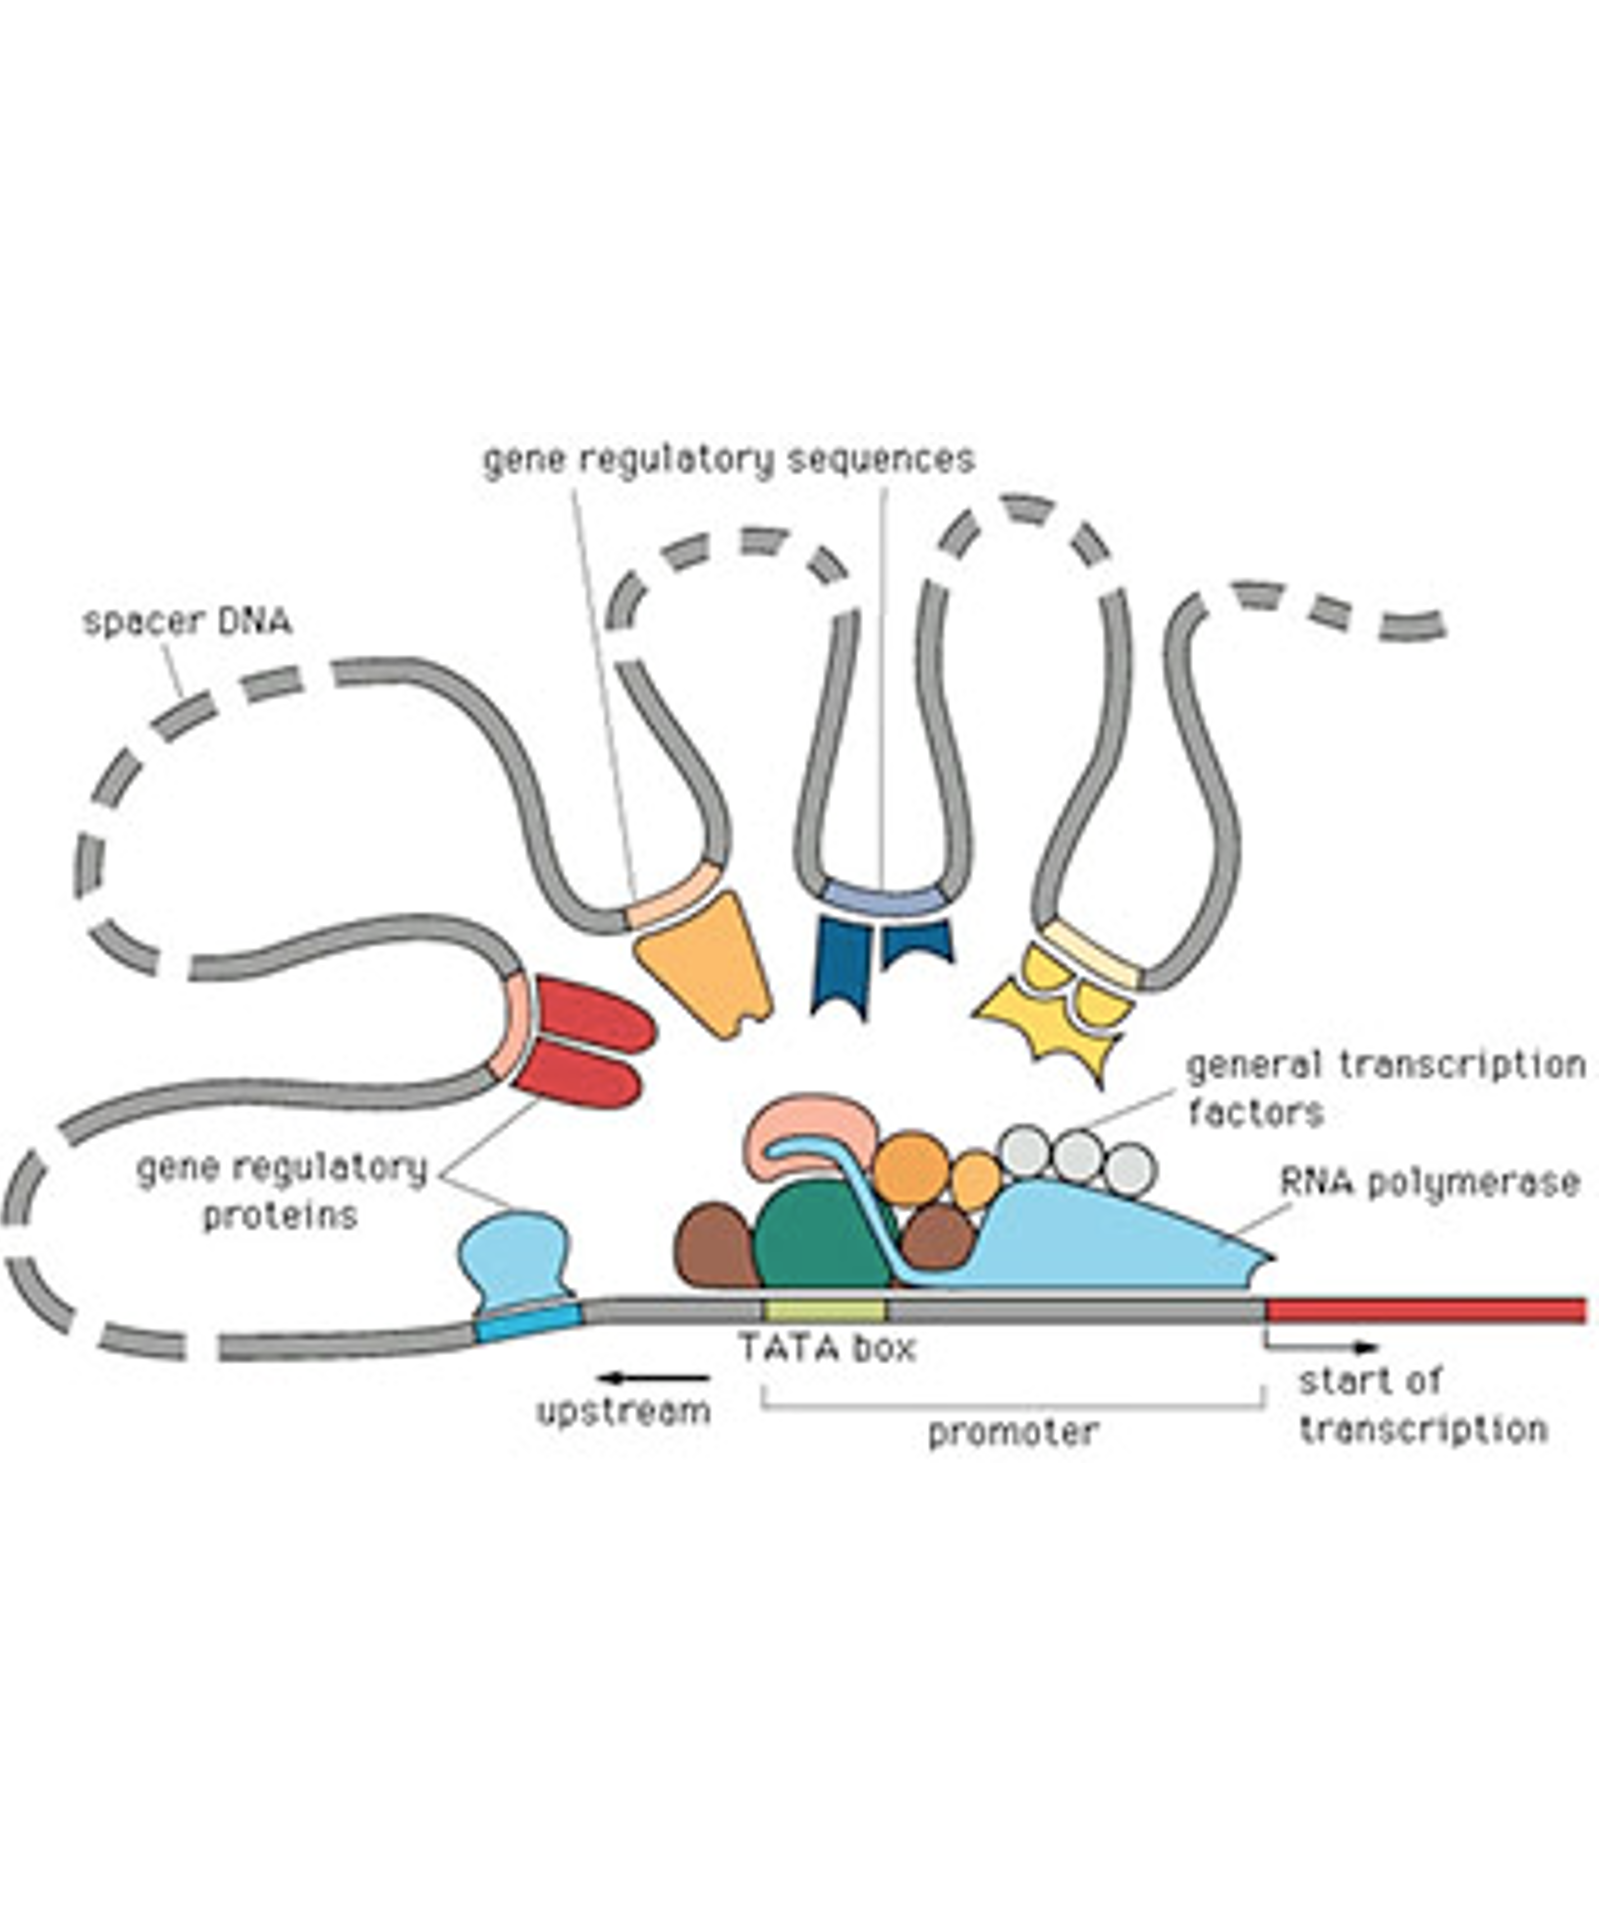 gene regulatory sequences
spacer DNA
general transcription
factors
gene regulatory
proteins
RNA polymerase
TATA box
upstream
promoter
start of
transcription